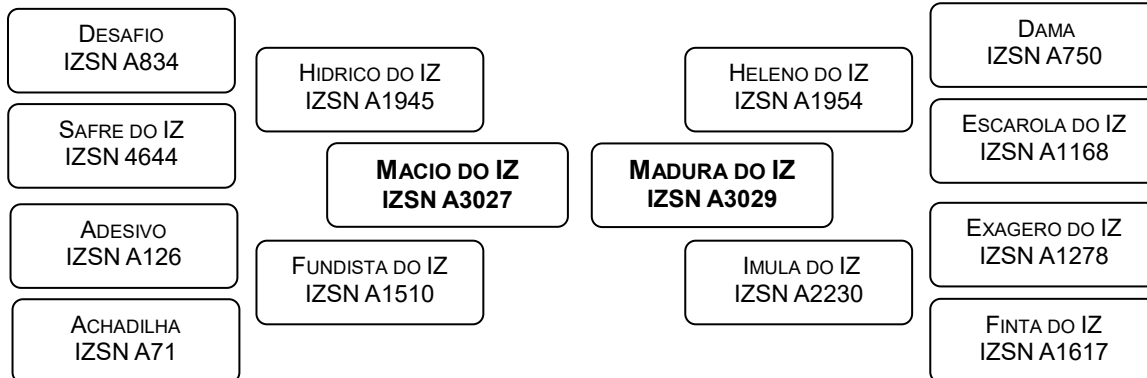 DESAFIO
IZSN A834
SAFRE DO IZ
IZSN 4644
ADESIVO
IZSN A126
ACHADILHA
IZSN A71
HIDRICO DO IZ
IZSN A1945
FUNDISTA DO IZ
IZSN A1510
MACIO DO IZ
IZSN A3027
MADURA DO IZ
IZSN A3029
HELENO DO IZ
IZSN A1954
IMULA DO IZ
IZSN A2230
DAMA
IZSN A750
ESCAROLA DO IZ
IZSN A1168
EXAGERO DO IZ
IZSN A1278
FINTA DO IZ
IZSN A1617